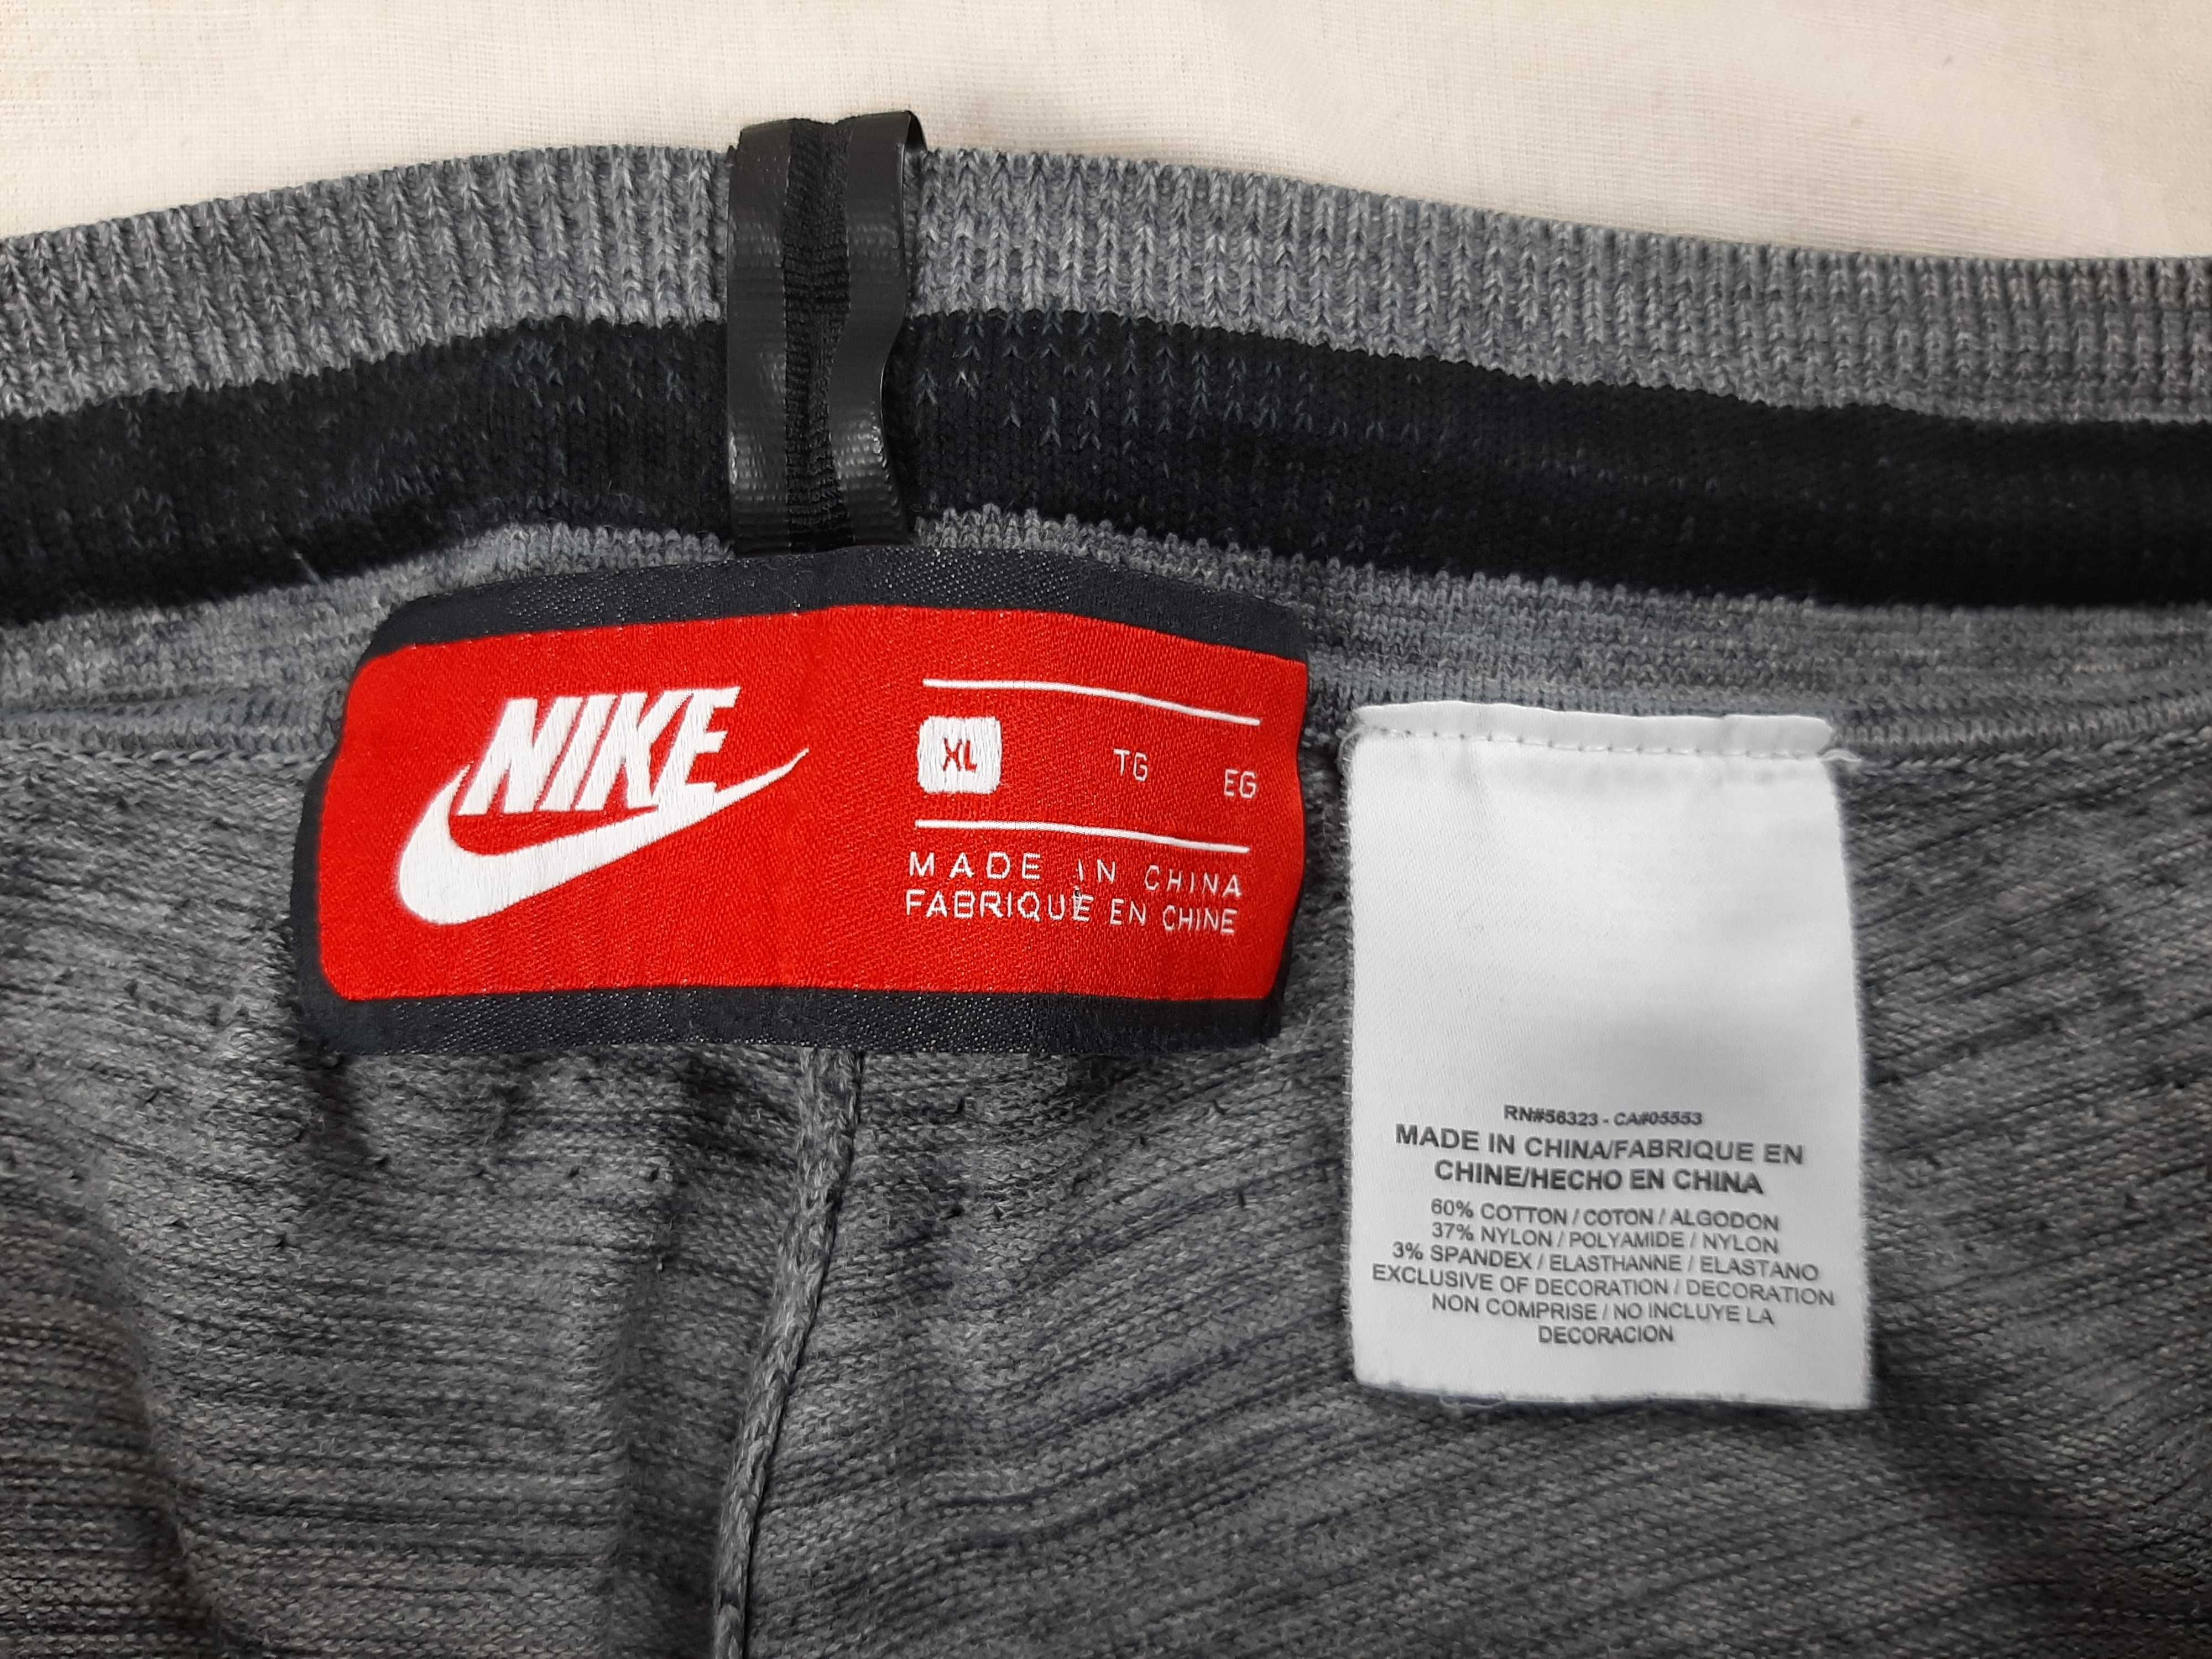 NIKE
XL TG EG
MADE IN CHINA
FABRIQUÉ EN CHINE
RN#56323 - CA#05553
MADE IN CHINA/FABRIQUE EN
CHINE/HECHO EN CHINA
60% COTTON / COTON / ALGODON
37% NYLON / POLYAMIDE / NYLON
3% SPANDEX / ELASTHANNE / ELASTANO
EXCLUSIVE OF DECORATION / DECORATION
NON COMPRISE / NO INCLUYE LA
DECORACION